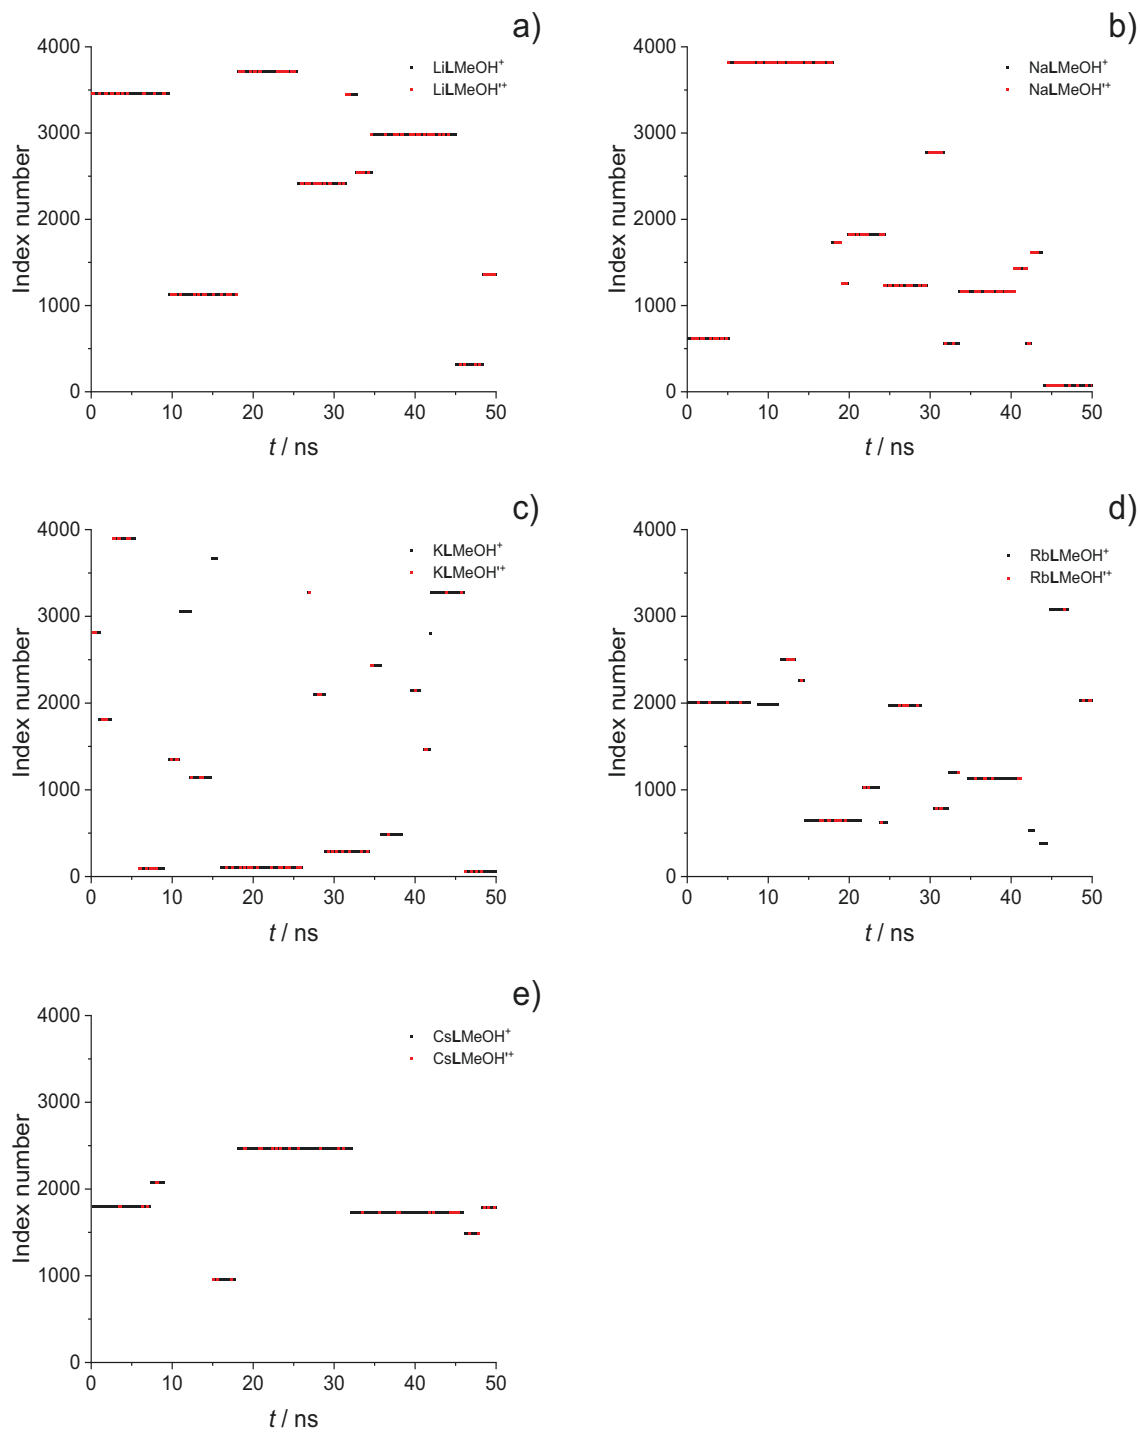 a)
LiLMeOH⁺
LiLMeOH'⁺
Index number
4000
3000
2000
1000
0
0 10 20 30 40 50
t / ns
b)
NaLMeOH⁺
NaLMeOH'⁺
Index number
4000
3000
2000
1000
0
0 10 20 30 40 50
t / ns
c)
KLMeOH⁺
KLMeOH'⁺
Index number
4000
3000
2000
1000
0
0 10 20 30 40 50
t / ns
d)
RbLMeOH⁺
RbLMeOH'⁺
Index number
4000
3000
2000
1000
0
0 10 20 30 40 50
t / ns
e)
CsLMeOH⁺
CsLMeOH'⁺
Index number
4000
3000
2000
1000
0
0 10 20 30 40 50
t / ns